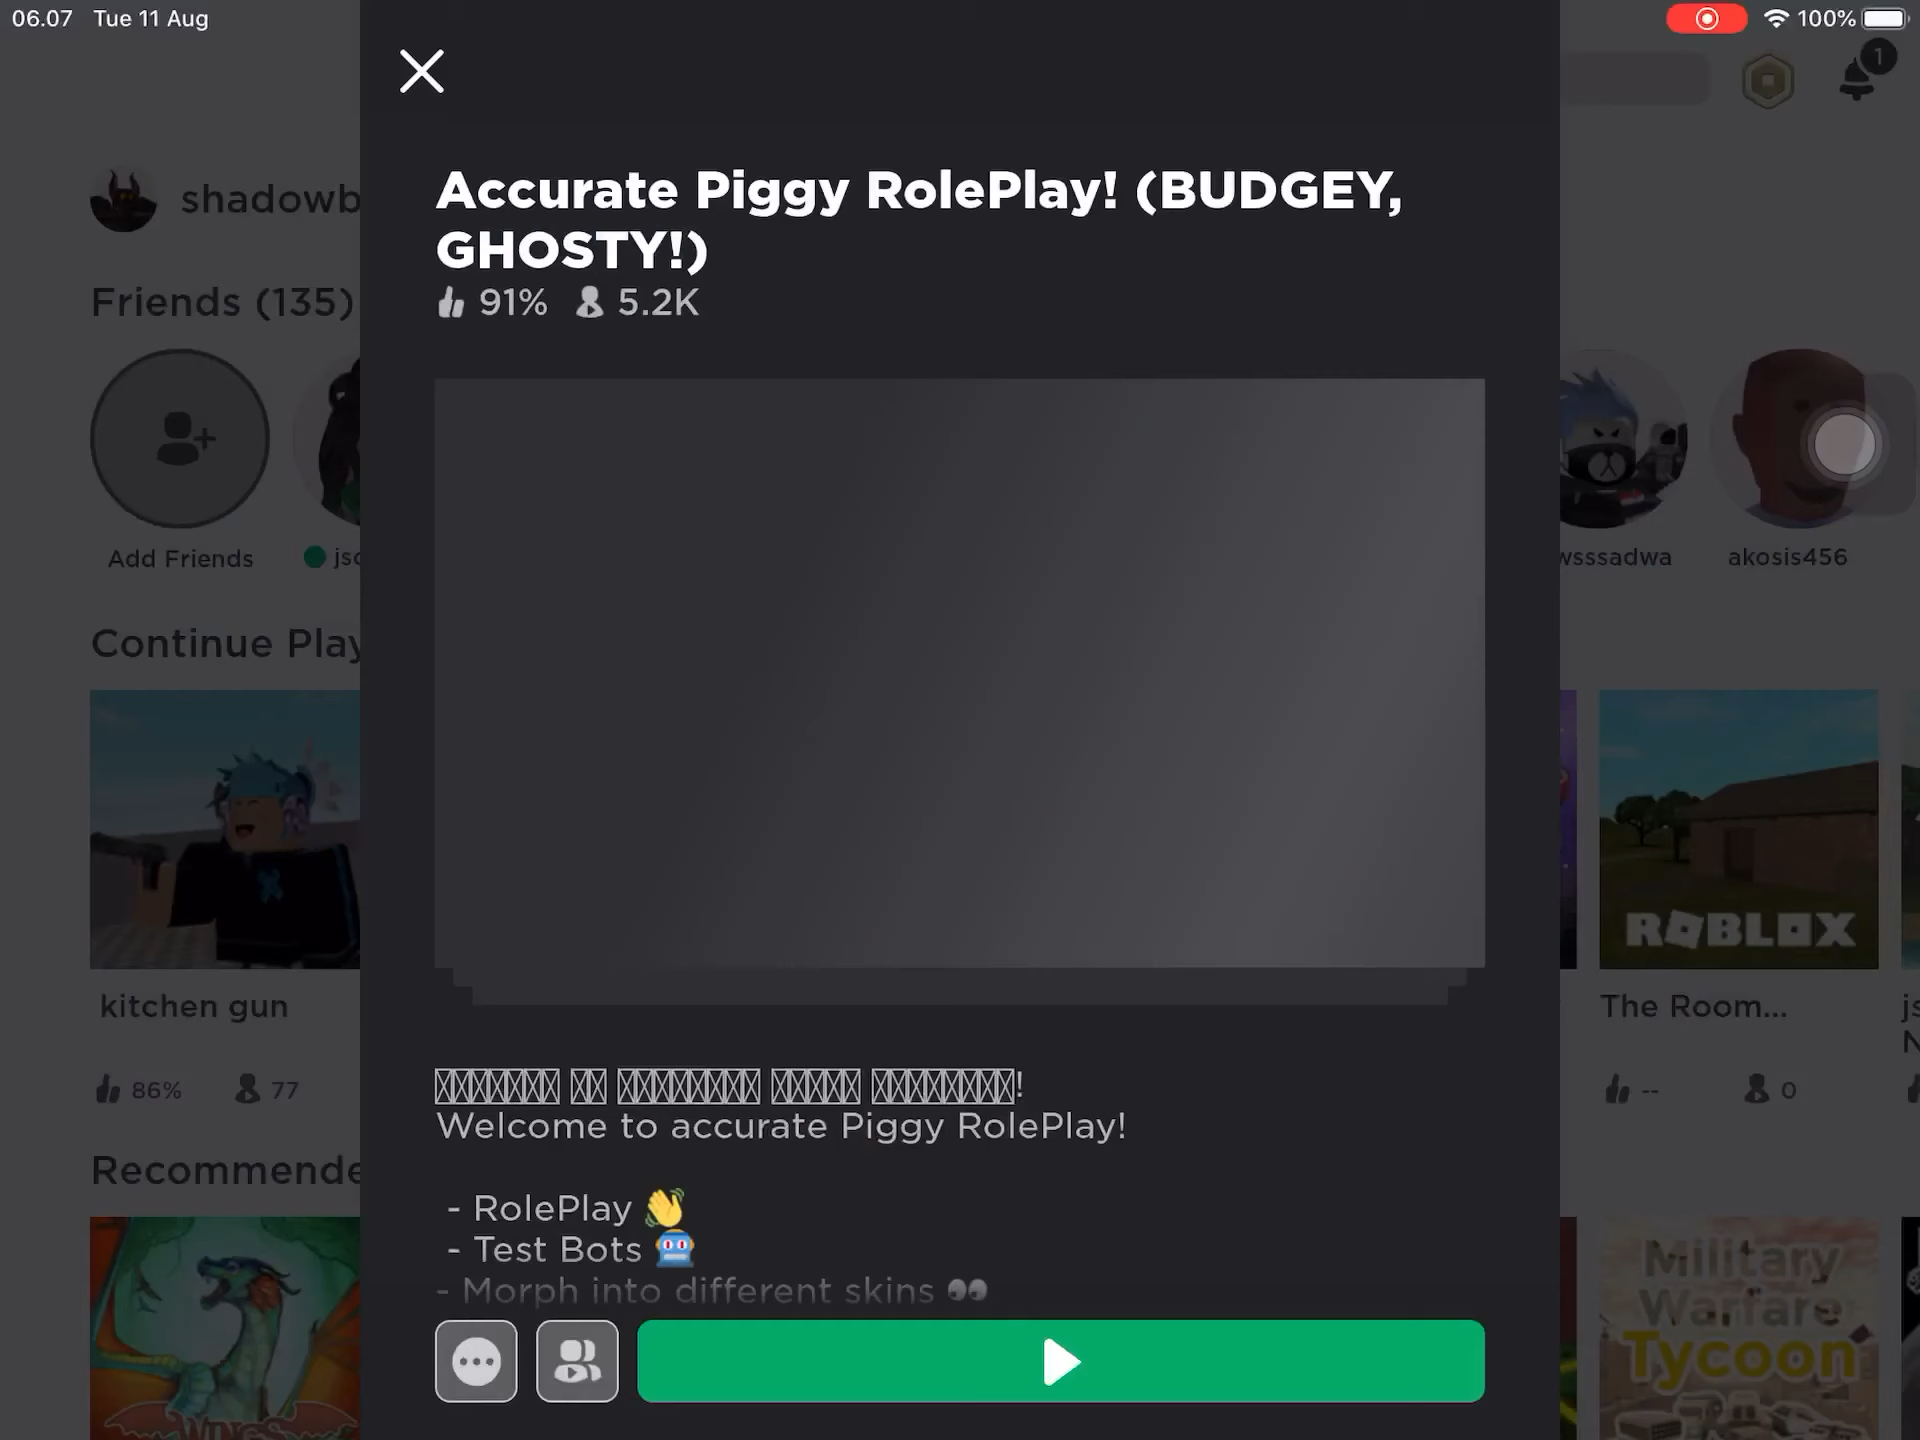 06.07 Tue 11 Aug
100%
1
Accurate Piggy RolePlay! (BUDGEY,
GHOSTY!)
91% 5.2K
shadowb
Friends (135)
Add Friends
jso
wsssadwa
akosis456
Continue Play
kitchen gun
86% 77
ROBLOX
The Room...
-- 0
!
Welcome to accurate Piggy RolePlay!
- RolePlay 👋
- Test Bots 🤖
- Morph into different skins 👀
Recommende
WINGS
Military
Warfare
Tycoon